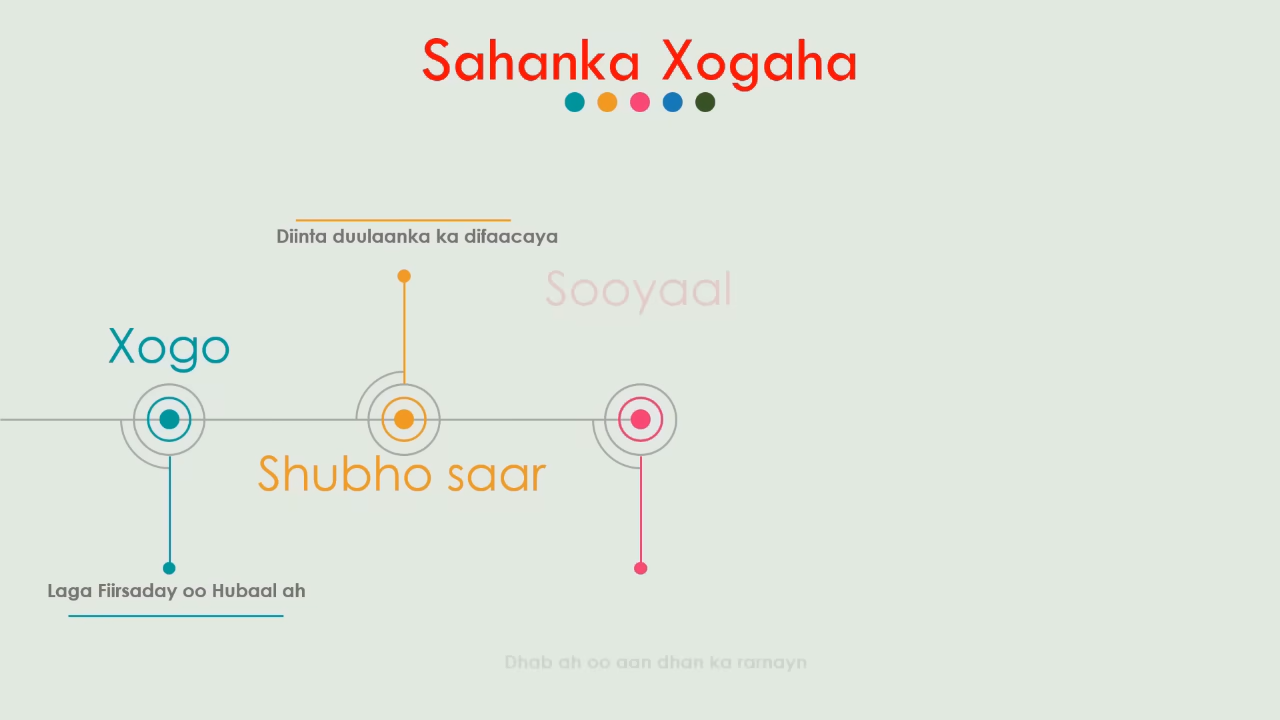 Sahanka Xogaha
Diinta duulaanka ka difaacaya
Sooyaal
Xogo
Shubho saar
Laga Fiirsaday oo Hubaal ah
Dhab ah oo aan dhan ka rarnayn